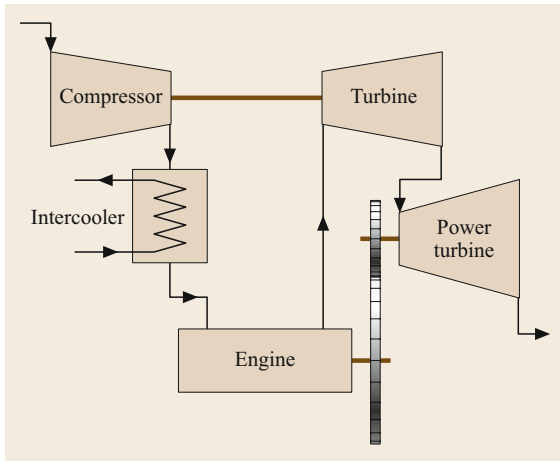 Compressor
Turbine
Intercooler
Power
turbine
Engine